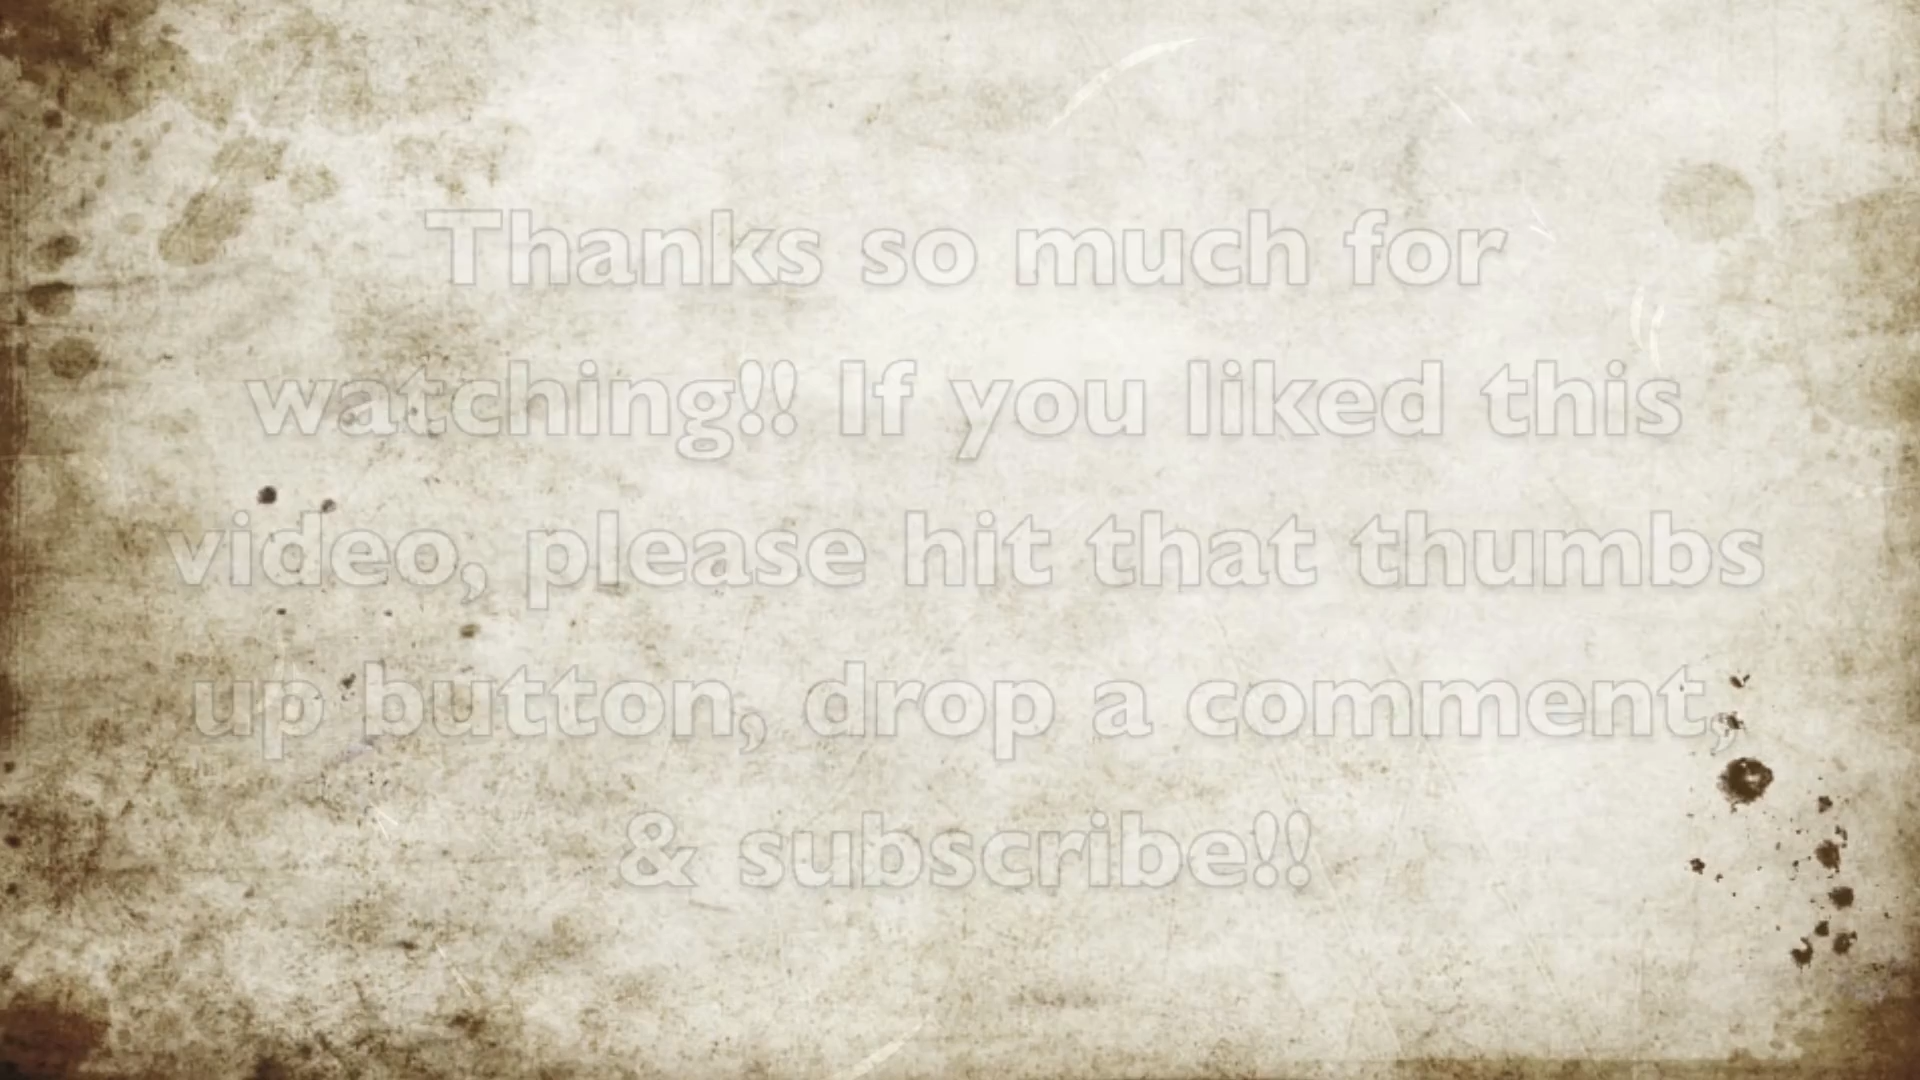 Thanks so much for
watching!! If you liked this
video, please hit that thumbs
up button, drop a comment,
& subscribe!!